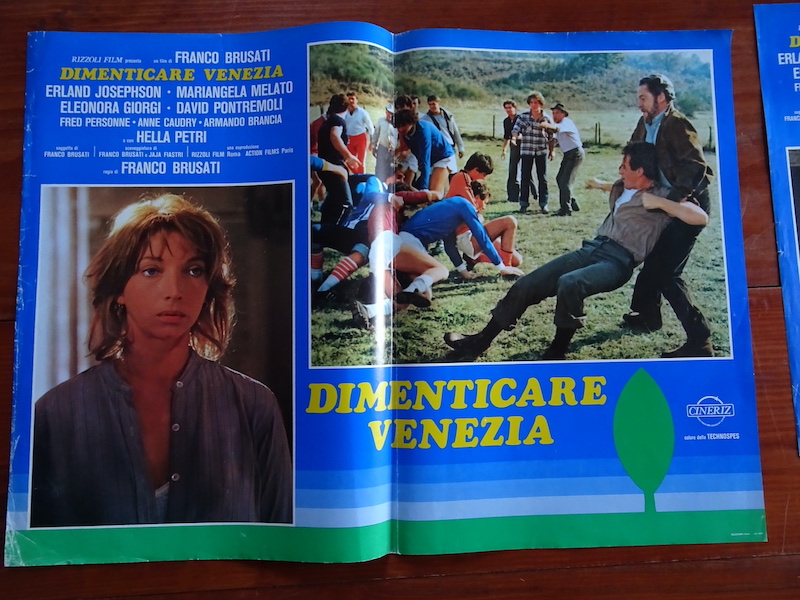 RIZZOLI FILM presenta un film di FRANCO BRUSATI
DIMENTICARE VENEZIA
ERLAND JOSEPHSON • MARIANGELA MELATO
ELEONORA GIORGI • DAVID PONTREMOLI
FRED PERSONNE • ANNE CAUDRY • ARMANDO BRANCIA
e con HELLA PETRI
soggetto di FRANCO BRUSATI
sceneggiatura di FRANCO BRUSATI e JAJA FIASTRI
una coproduzione RIZZOLI FILM Roma ACTION FILMS Paris
regia di FRANCO BRUSATI
DIMENTICARE
VENEZIA
CINERIZ
colore della TECHNOSPES
D
ERLA
E